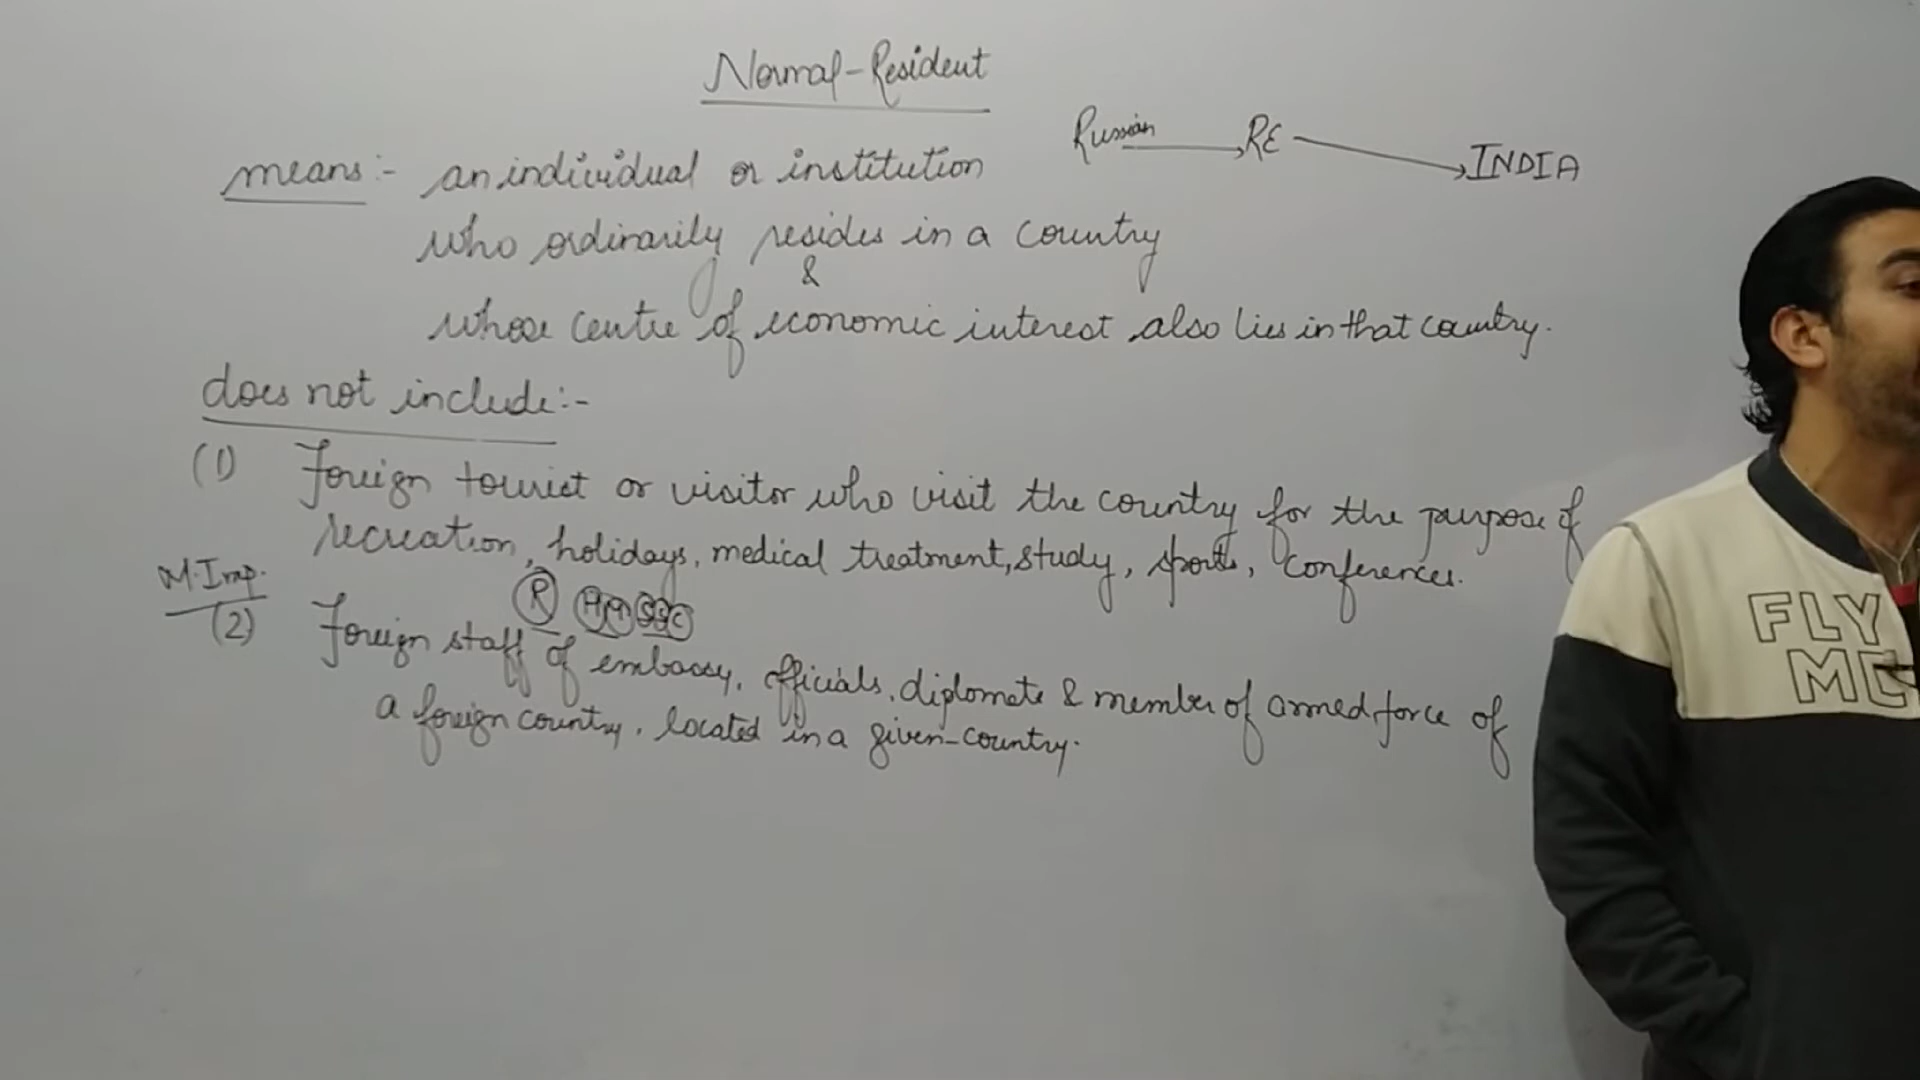 Normal-Resident
Russian RE INDIA
means:- an individual or institution
who ordinarily resides in a country
&
whose centre of economic interest also lies in that country.
does not include:-
(1) Foreign tourist or visitor who visit the country for the purpose of
recreation, holidays, medical treatment, study, sports, conferences.
M.Imp.
R H M S S C
(2) Foreign staff of embassy, officials, diplomate & member of armed force of
a foreign country, located in a given-country.
FLY